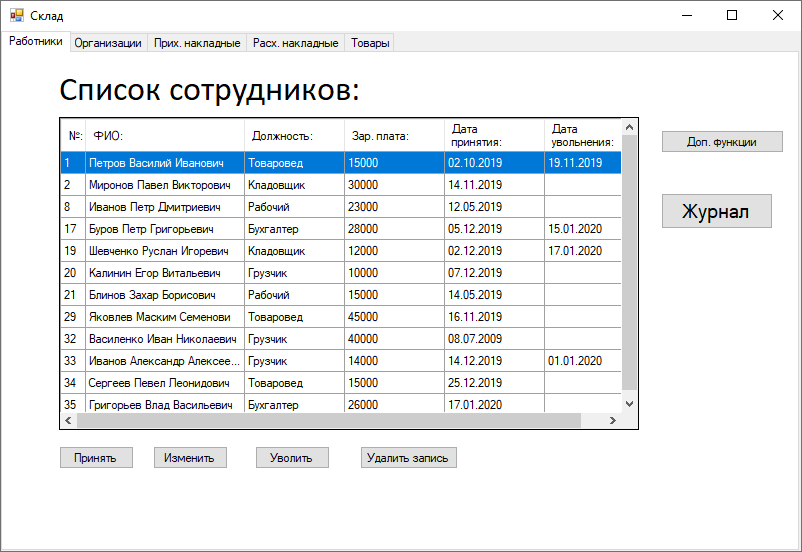 Склад
Работники Организации Прих. накладные Расх. накладные Товары
Список сотрудников:
№: ФИО: Должность: Зар. плата: Дата принятия: Дата увольнения:
1 Петров Василий Иванович Товаровед 15000 02.10.2019 19.11.2019
2 Миронов Павел Викторович Кладовщик 30000 14.11.2019
8 Иванов Петр Дмитриевич Рабочий 23000 12.05.2019
17 Буров Петр Григорьевич Бухгалтер 28000 05.12.2019 15.01.2020
19 Шевченко Руслан Игоревич Кладовщик 12000 02.12.2019 17.01.2020
20 Калинин Егор Витальевич Грузчик 10000 07.12.2019
21 Блинов Захар Борисович Рабочий 15000 14.05.2019
29 Яковлев Маским Семенови Товаровед 45000 16.11.2019
32 Василенко Иван Николаевич Грузчик 40000 08.07.2009
33 Иванов Александр Алексее... Грузчик 14000 14.12.2019 01.01.2020
34 Сергеев Певел Леонидович Товаровед 15000 25.12.2019
35 Григорьев Влад Васильевич Бухгалтер 26000 17.01.2020
Доп. функции
Журнал
Принять Изменить Уволить Удалить запись